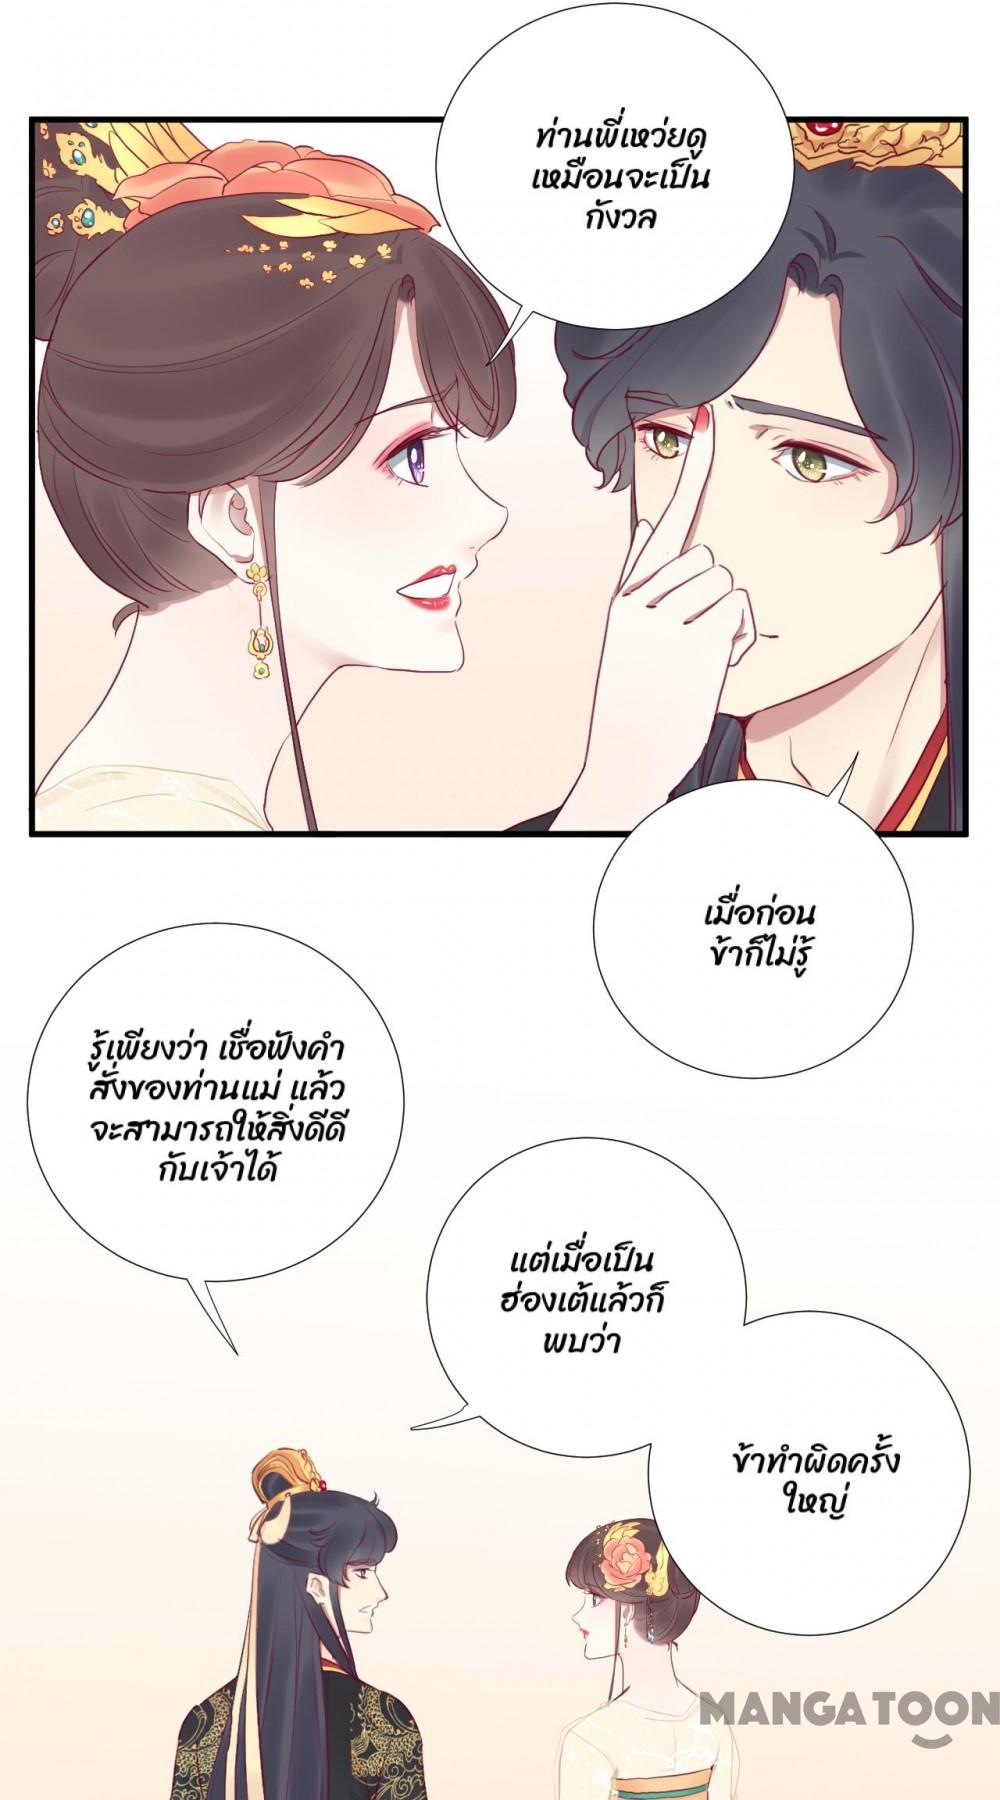 ท่านพี่เหว่ยดู
เหมือนจะเป็น
กังวล
เมื่อก่อน
ข้าก็ไม่รู้
รู้เพียงว่า เชื่อฟังคำ
สั่งของท่านแม่ แล้ว
จะสามารถให้สิ่งดีดี
กับเจ้าได้
แต่เมื่อเป็น
ฮ่องเต้แล้วก็
พบว่า
ข้าทำผิดครั้ง
ใหญ่
MANGATOON